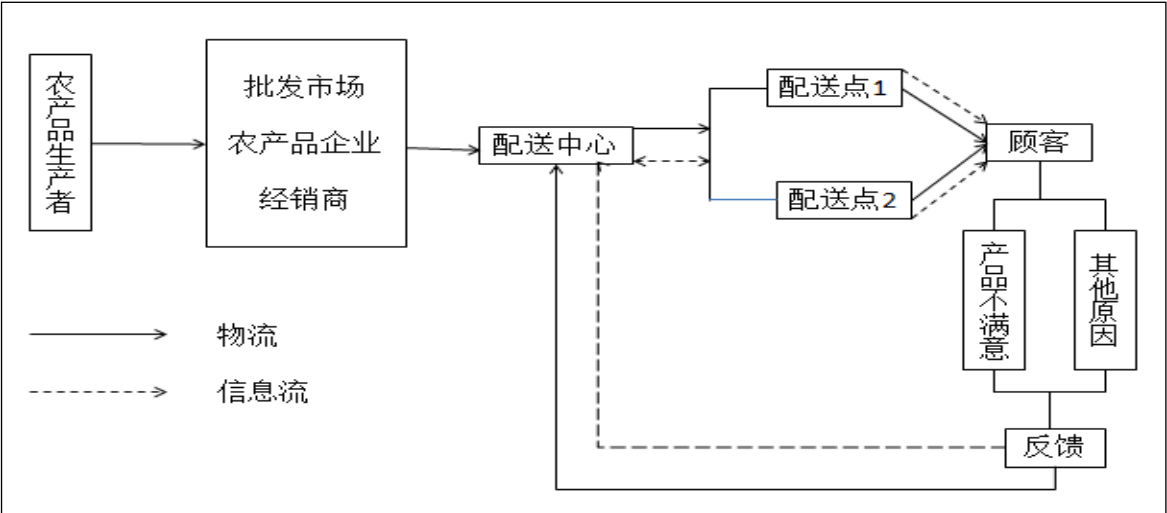 农产品生产者
批发市场
农产品企业
经销商
配送中心
配送点1
配送点2
顾客
产品不满意
其他原因
反馈
物流
信息流